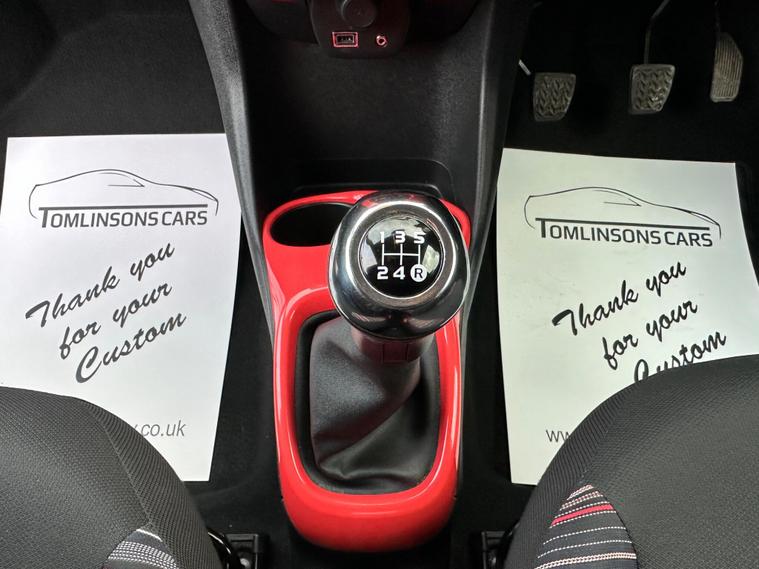 TOMLINSONS CARS
Thank you
for your
Custom
.co.uk
1 3 5
2 4 R
TOMLINSONS CARS
Thank you
for your
Custom